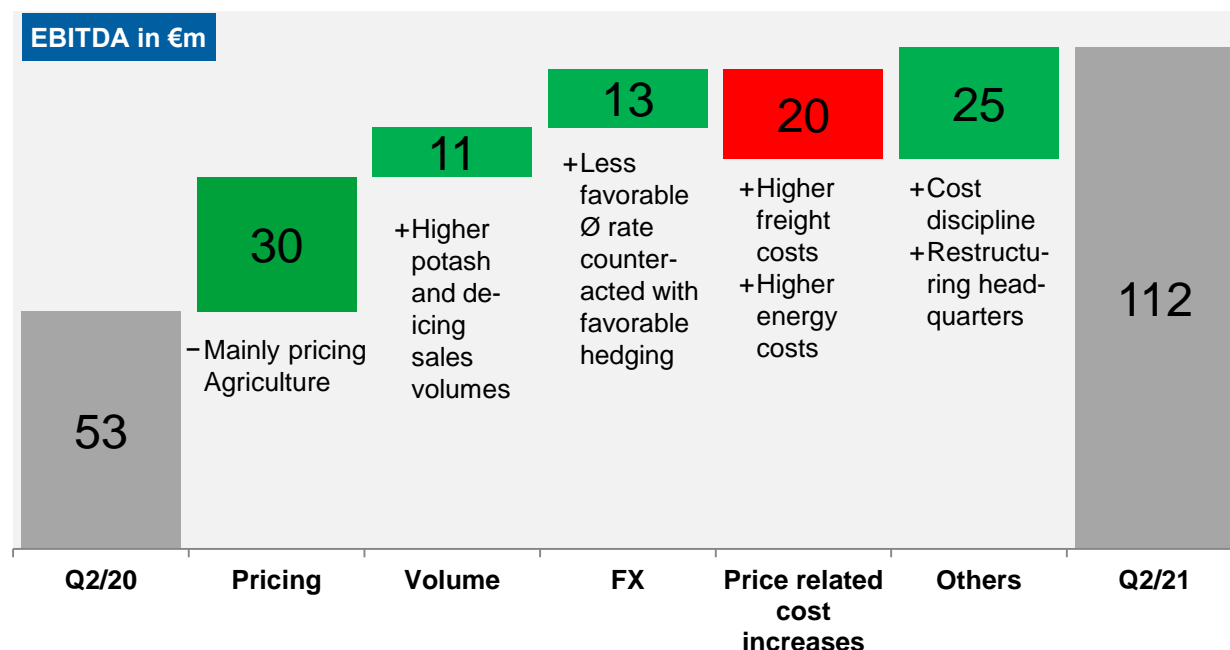 EBITDA in €m
53
30
−Mainly pricing
Agriculture
11
+Higher
potash
and de-
icing
sales
volumes
13
+Less
favorable
Ø rate
counter-
acted with
favorable
hedging
20
+Higher
freight
costs
+Higher
energy
costs
25
+Cost
discipline
+Restructu-
ring head-
quarters
112
Q2/20
Pricing
Volume
FX
Price related
cost
increases
Others
Q2/21